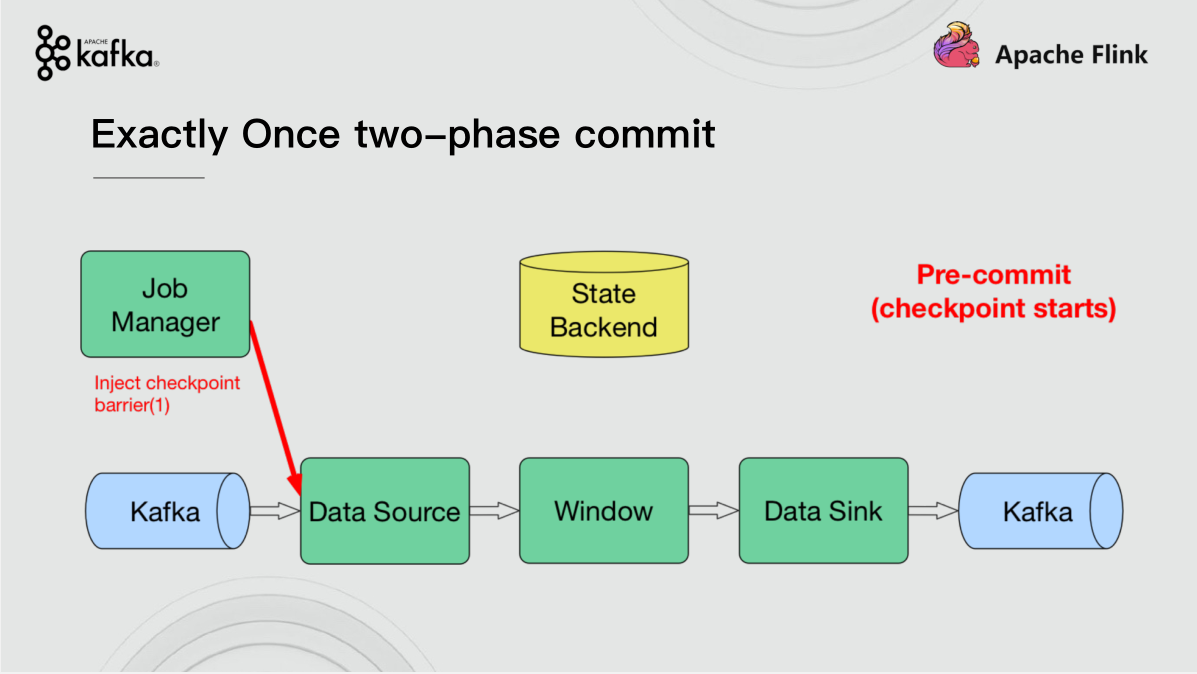 APACHE
kafka®
Apache Flink
Exactly Once two–phase commit
Job
Manager
State
Backend
Pre-commit
(checkpoint starts)
Inject checkpoint
barrier(1)
Kafka
Data Source
Window
Data Sink
Kafka